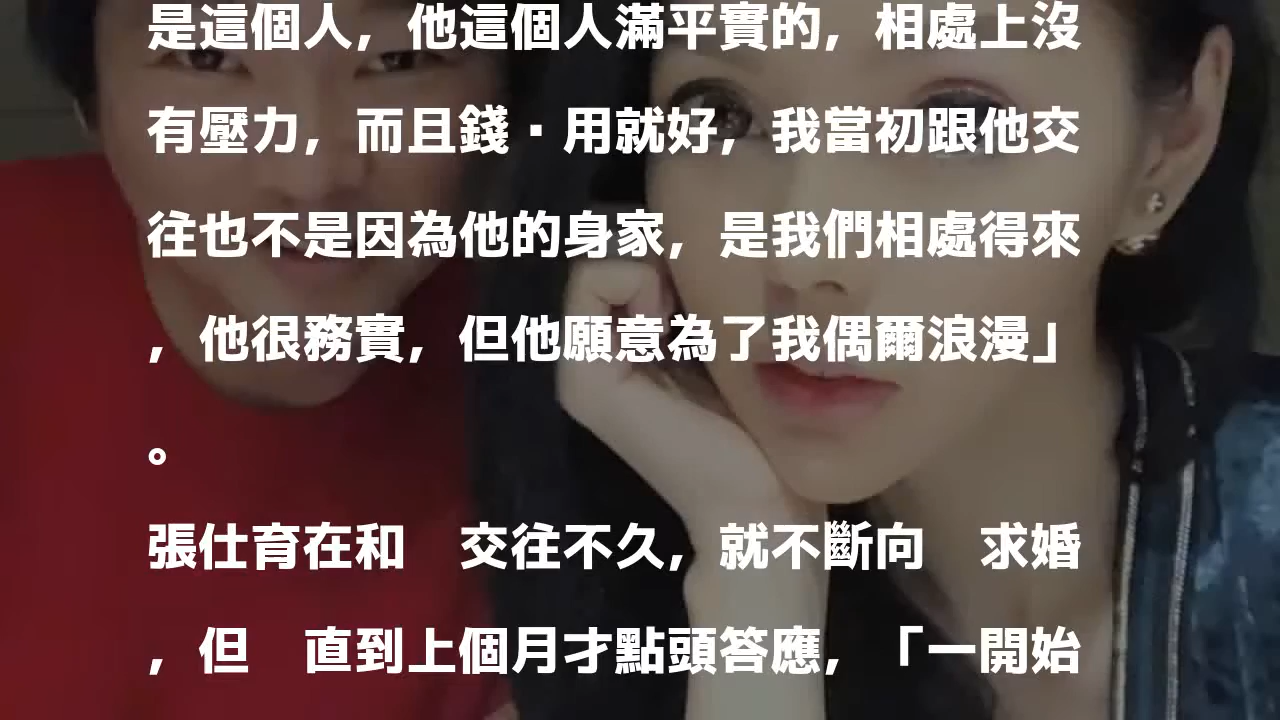 是這個人，他這個人滿平實的，相處上沒
有壓力，而且錢·用就好，我當初跟他交
往也不是因為他的身家，是我們相處得來
，他很務實，但他願意為了我偶爾浪漫」
。
張仕育在和　交往不久，就不斷向　求婚
，但　直到上個月才點頭答應，「一開始